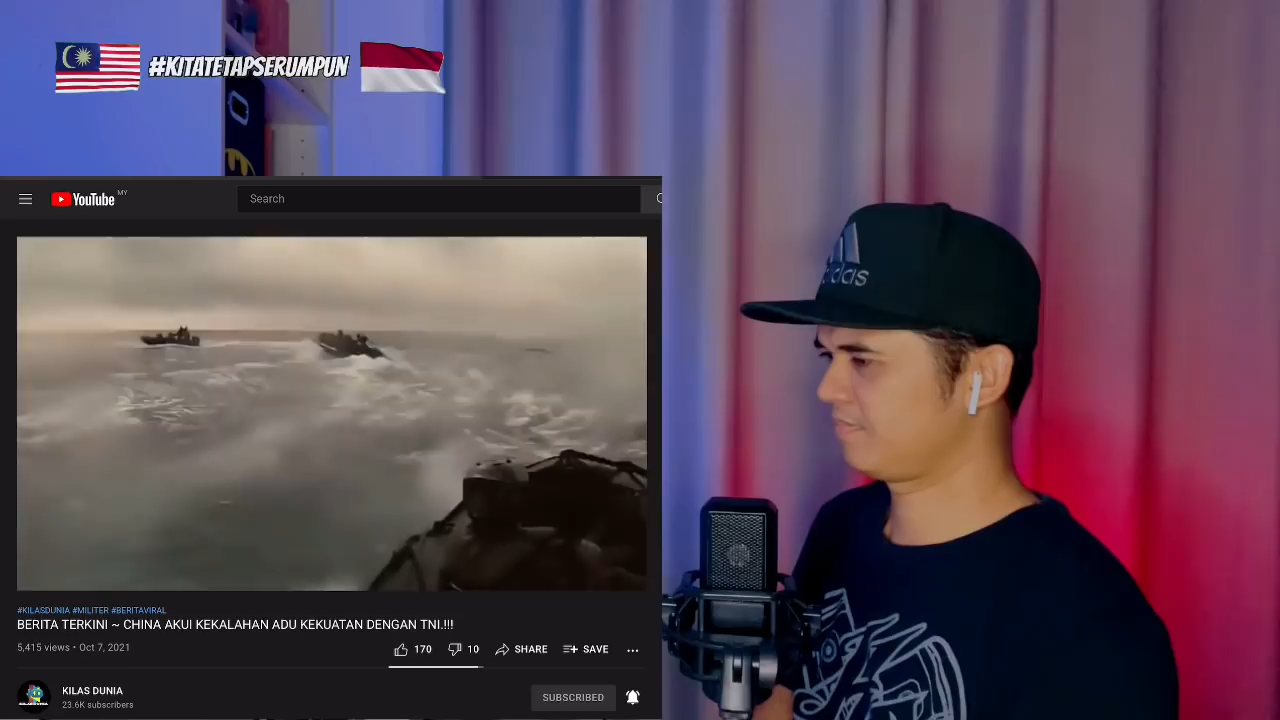 #KITATETAPSERUMPUN
YouTube MY
Search
adidas
#KILASDUNIA #MILITER #BERITAVIRAL
BERITA TERKINI ~ CHINA AKUI KEKALAHAN ADU KEKUATAN DENGAN TNI.!!!
5,415 views • Oct 7, 2021
170
10
SHARE
SAVE
KILAS DUNIA
23.6K subscribers
SUBSCRIBED